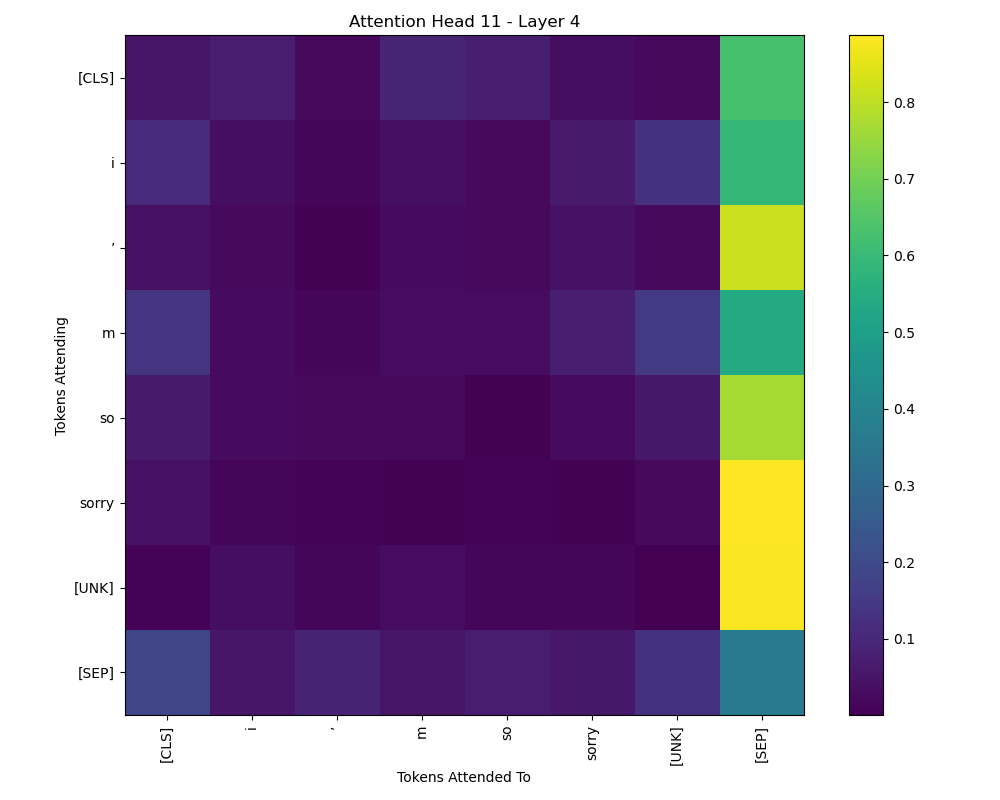 Attention Head 11 - Layer 4
Tokens Attending
[CLS]
i
’
m
so
sorry
[UNK]
[SEP]
[CLS]
i
’
m
so
sorry
[UNK]
[SEP]
Tokens Attended To
0.8
0.7
0.6
0.5
0.4
0.3
0.2
0.1